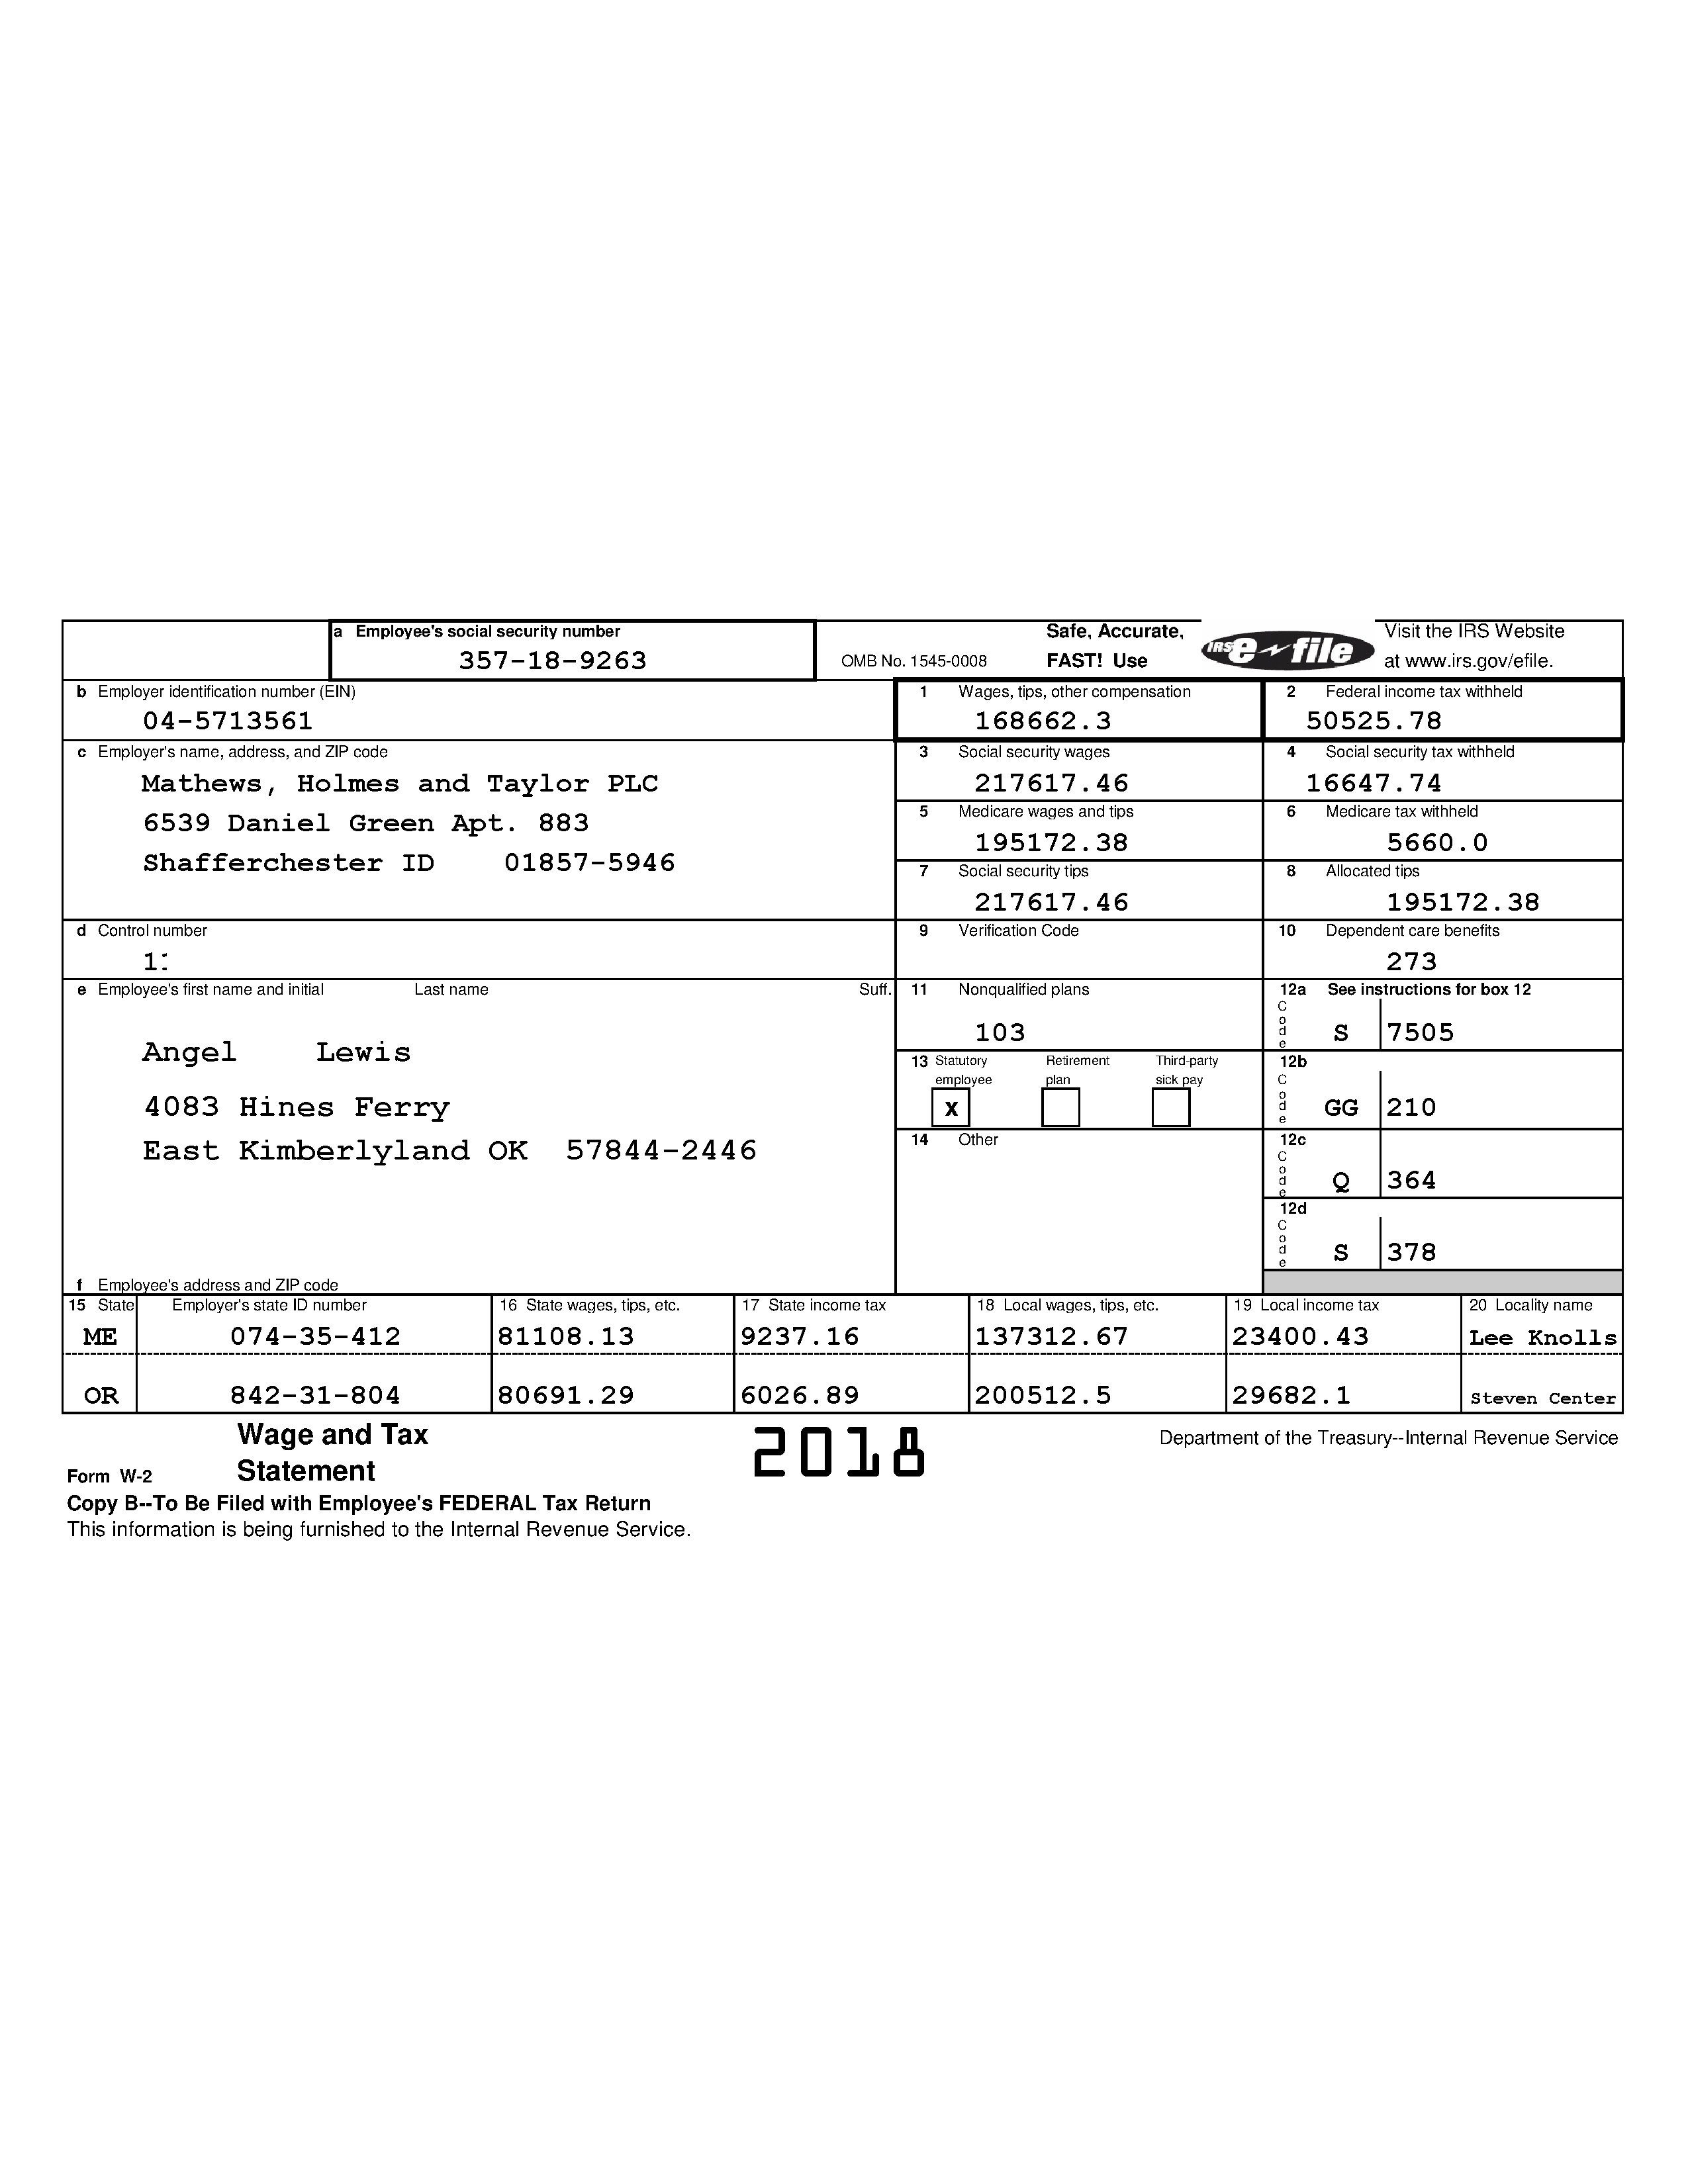 a Employee's social security number
357-18-9263
OMB No. 1545-0008
Safe, Accurate,
FAST! Use
IRS e-file
Visit the IRS Website
at www.irs.gov/efile.
b Employer identification number (EIN)
04-5713561
1 Wages, tips, other compensation
168662.3
2 Federal income tax withheld
50525.78
c Employer's name, address, and ZIP code
Mathews, Holmes and Taylor PLC
6539 Daniel Green Apt. 883
Shafferchester ID 01857-5946
3 Social security wages
217617.46
4 Social security tax withheld
16647.74
5 Medicare wages and tips
195172.38
6 Medicare tax withheld
5660.0
7 Social security tips
217617.46
8 Allocated tips
195172.38
d Control number
9 Verification Code
10 Dependent care benefits
273
e Employee's first name and initial Last name Suff.
Angel Lewis
4083 Hines Ferry
East Kimberlyland OK 57844-2446
f Employee's address and ZIP code
11 Nonqualified plans
103
12a See instructions for box 12
Code S 7505
13 Statutory employee Retirement plan Third-party sick pay
X
12b
Code GG 210
14 Other
12c
Code Q 364
12d
Code S 378
15 State Employer's state ID number 16 State wages, tips, etc. 17 State income tax 18 Local wages, tips, etc. 19 Local income tax 20 Locality name
ME 074-35-412 81108.13 9237.16 137312.67 23400.43 Lee Knolls
OR 842-31-804 80691.29 6026.89 200512.5 29682.1 Steven Center
Form W-2
Wage and Tax
Statement
2018
Department of the Treasury--Internal Revenue Service
Copy B--To Be Filed with Employee's FEDERAL Tax Return
This information is being furnished to the Internal Revenue Service.